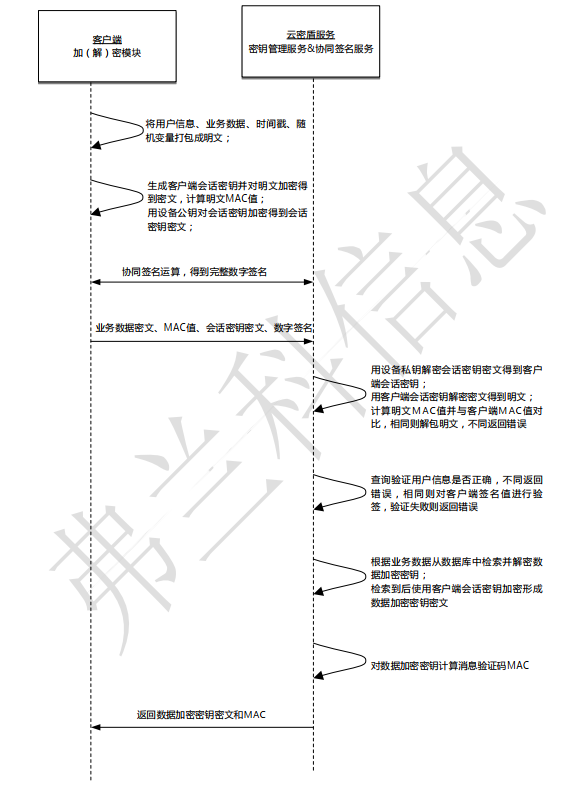 客户端
加（解）密模块
云密盾服务
密钥管理服务&协同签名服务
将用户信息、业务数据、时间戳、随
机变量打包成明文；
生成客户端会话密钥并对明文加密得
到密文，计算明文MAC值；
用设备公钥对会话密钥加密得到会话
密钥密文；
协同签名运算，得到完整数字签名
业务数据密文、MAC值、会话密钥密文、数字签名
用设备私钥解密会话密钥密文得到客户
端会话密钥；
用客户端会话密钥解密密文得到明文；
计算明文MAC值并与客户端MAC值对
比，相同则解包明文，不同返回错误
查询验证用户信息是否正确，不同返回
错误，相同则对客户端签名值进行验
签，验证失败则返回错误
根据业务数据从数据库中检索并解密数
据加密密钥；
检索到后使用客户端会话密钥加密形成
数据加密密钥密文
对数据加密密钥计算消息验证码MAC
返回数据加密密钥密文和MAC
弗兰科信息